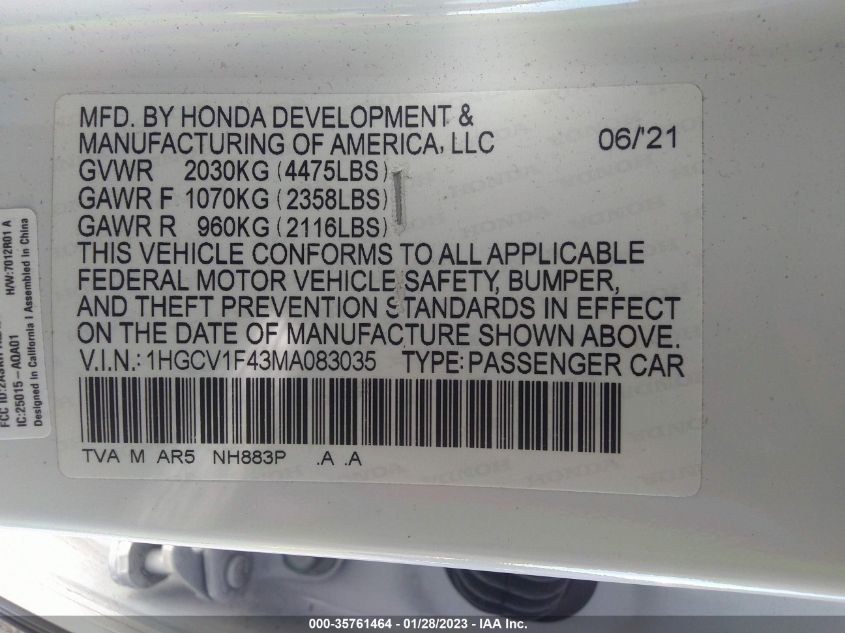 MFD. BY HONDA DEVELOPMENT &
MANUFACTURING OF AMERICA, LLC 06/'21
GVWR 2030KG (4475LBS)
GAWR F 1070KG (2358LBS)
GAWR R 960KG (2116LBS)
THIS VEHICLE CONFORMS TO ALL APPLICABLE
FEDERAL MOTOR VEHICLE SAFETY, BUMPER,
AND THEFT PREVENTION STANDARDS IN EFFECT
ON THE DATE OF MANUFACTURE SHOWN ABOVE.
V.I.N.: 1HGCV1F43MA083035 TYPE: PASSENGER CAR
TVA M AR5 NH883P .A .A
H/W:7012R01 A
IC:25015-AOA01
Designed in California I Assembled In China
000-35761464 - 01/28/2023 - IAA Inc.